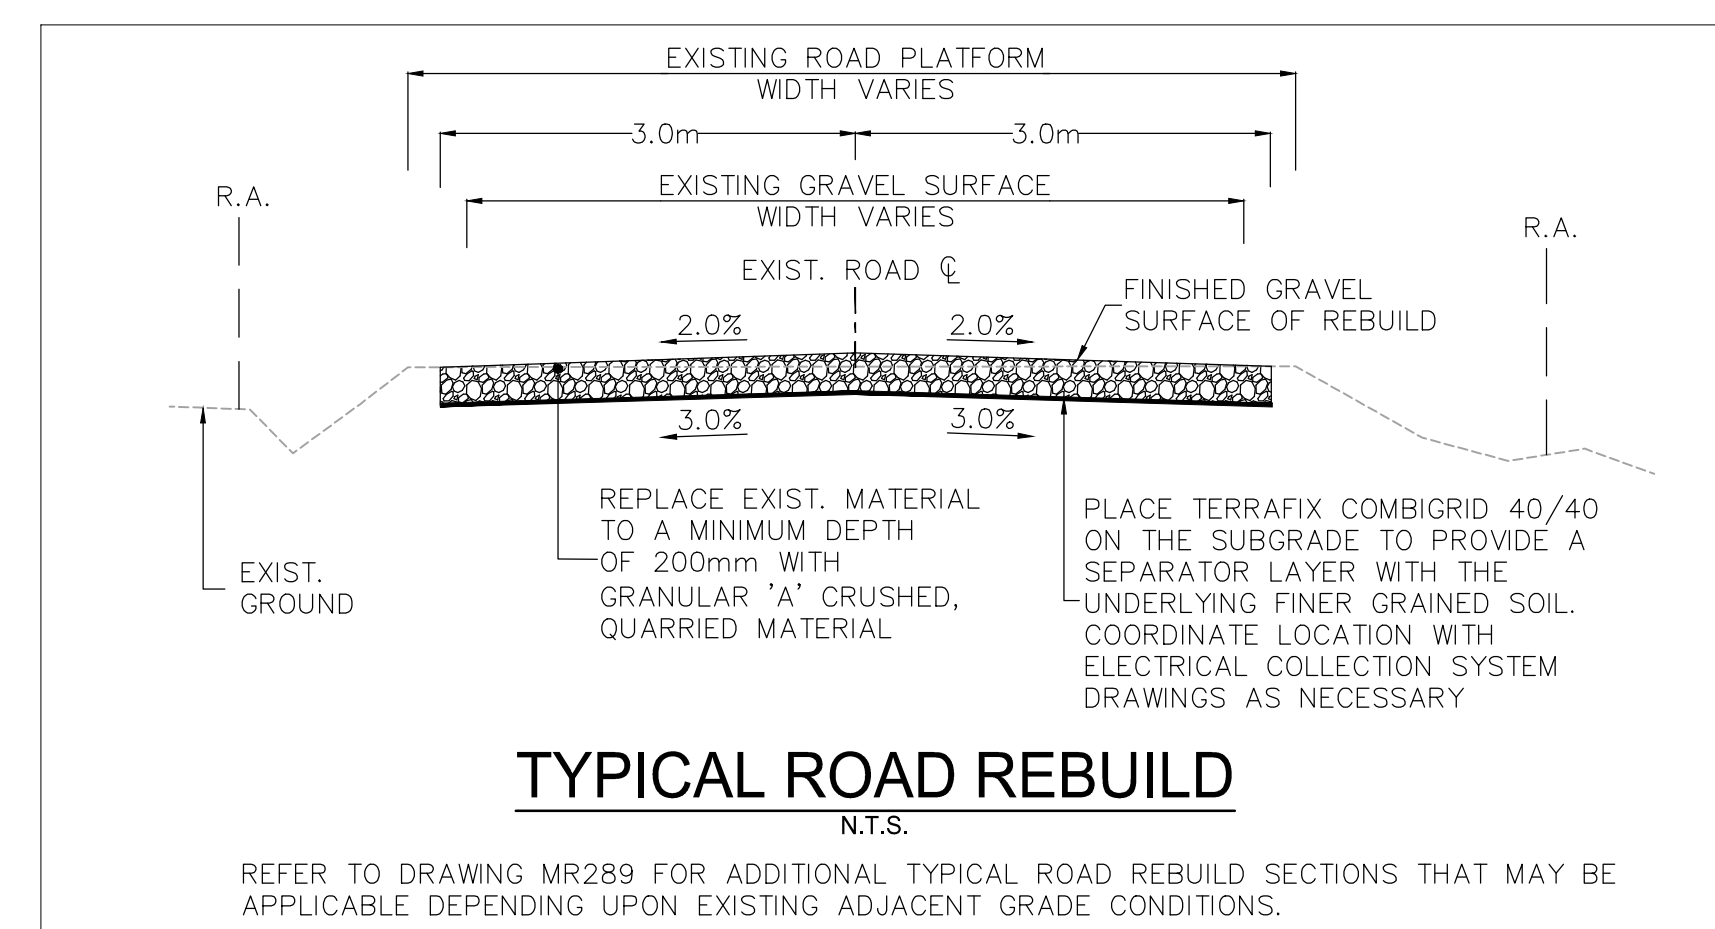 EXISTING ROAD PLATFORM
WIDTH VARIES
3.0m
3.0m
EXISTING GRAVEL SURFACE
WIDTH VARIES
R.A.
R.A.
EXIST. ROAD ℄
FINISHED GRAVEL
SURFACE OF REBUILD
2.0%
2.0%
3.0%
3.0%
REPLACE EXIST. MATERIAL
TO A MINIMUM DEPTH
OF 200mm WITH
GRANULAR 'A' CRUSHED,
QUARRIED MATERIAL
PLACE TERRAFIX COMBIGRID 40/40
ON THE SUBGRADE TO PROVIDE A
SEPARATOR LAYER WITH THE
UNDERLYING FINER GRAINED SOIL.
COORDINATE LOCATION WITH
ELECTRICAL COLLECTION SYSTEM
DRAWINGS AS NECESSARY
EXIST.
GROUND
TYPICAL ROAD REBUILD
N.T.S.
REFER TO DRAWING MR289 FOR ADDITIONAL TYPICAL ROAD REBUILD SECTIONS THAT MAY BE
APPLICABLE DEPENDING UPON EXISTING ADJACENT GRADE CONDITIONS.